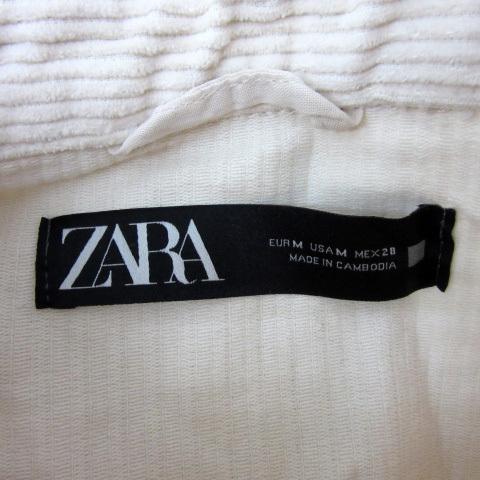 ZARA
EUR M USA M MEX 28
MADE IN CAMBODIA